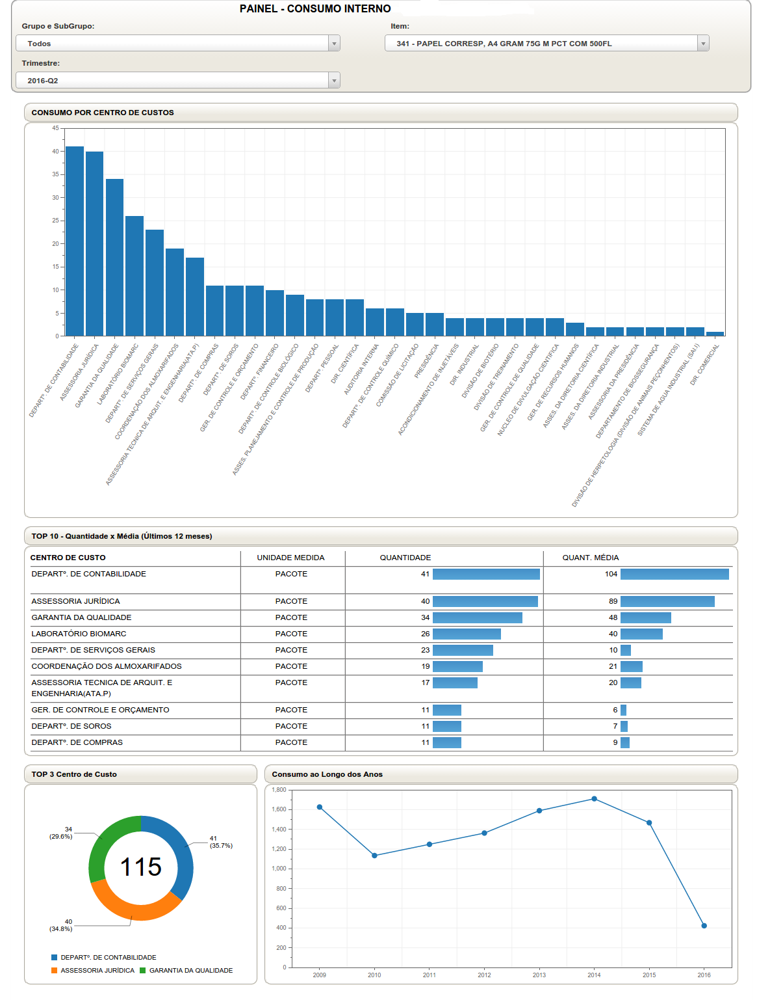 PAINEL - CONSUMO INTERNO
Grupo e SubGrupo:
Item:
Todos
341 - PAPEL CORRESP, A4 GRAM 75G M PCT COM 500FL
Trimestre:
2016-Q2
CONSUMO POR CENTRO DE CUSTOS
45
40
35
30
25
20
15
10
5
0
DEPARTº. DE CONTABILIDADE
ASSESSORIA JURÍDICA
GARANTIA DA QUALIDADE
LABORATÓRIO BIOMARC
DEPARTº. DE SERVIÇOS GERAIS
COORDENAÇÃO DOS ALMOXARIFADOS
ASSESSORIA TECNICA DE ARQUIT. E ENGENHARIA(ATA.P)
DEPARTº. DE COMPRAS
DEPARTº. DE SOROS
GER. DE CONTROLE E ORÇAMENTO
DEPARTº. FINANCEIRO
DEPARTº. DE CONTROLE BIOLÓGICO
ASSES. PLANEJAMENTO E CONTROLE DE PRODUÇÃO
DEPARTº. PESSOAL
DIR. CIENTÍFICA
AUDITORIA INTERNA
DEPARTº. DE CONTROLE QUÍMICO
COMISSÃO DE LICITAÇÃO
PRESIDÊNCIA
ACONDICIONAMENTO DE INJETÁVEIS
DIR. INDUSTRIAL
DIVISÃO DE BIOTÉRIO
DIVISÃO DE TREINAMENTO
GER. DE CONTROLE DE QUALIDADE
NUCLEO DE DIVULGAÇÃO CIENTIFICA
GER. DE RECURSOS HUMANOS
ASSES. DA DIRETORIA CIENTÍFICA
ASSES. DA DIRETORIA INDUSTRIAL
ASSESSORIA DA PRESIDÊNCIA
DEPARTAMENTO DE BIOSSEGURANÇA
DIVISÃO DE HERPETOLOGIA (DIVISÃO DE ANIMAIS PEÇONHENTOS)
SISTEMA DE AGUA INDUSTRIAL (SAU)
DIR. COMERCIAL
TOP 10 - Quantidade x Média (Últimos 12 meses)
CENTRO DE CUSTO UNIDADE MEDIDA QUANTIDADE QUANT. MÉDIA
DEPARTº. DE CONTABILIDADE PACOTE 41 104
ASSESSORIA JURÍDICA PACOTE 40 89
GARANTIA DA QUALIDADE PACOTE 34 48
LABORATÓRIO BIOMARC PACOTE 26 40
DEPARTº. DE SERVIÇOS GERAIS PACOTE 23 10
COORDENAÇÃO DOS ALMOXARIFADOS PACOTE 19 21
ASSESSORIA TECNICA DE ARQUIT. E PACOTE 17 20
ENGENHARIA(ATA.P)
GER. DE CONTROLE E ORÇAMENTO PACOTE 11 6
DEPARTº. DE SOROS PACOTE 11 7
DEPARTº. DE COMPRAS PACOTE 11 9
TOP 3 Centro de Custo
34
(29.6%)
41
(35.7%)
115
40
(34.8%)
DEPARTº. DE CONTABILIDADE
ASSESSORIA JURÍDICA GARANTIA DA QUALIDADE
Consumo ao Longo dos Anos
1,800
1,600
1,400
1,200
1,000
800
600
400
200
0
2009 2010 2011 2012 2013 2014 2015 2016